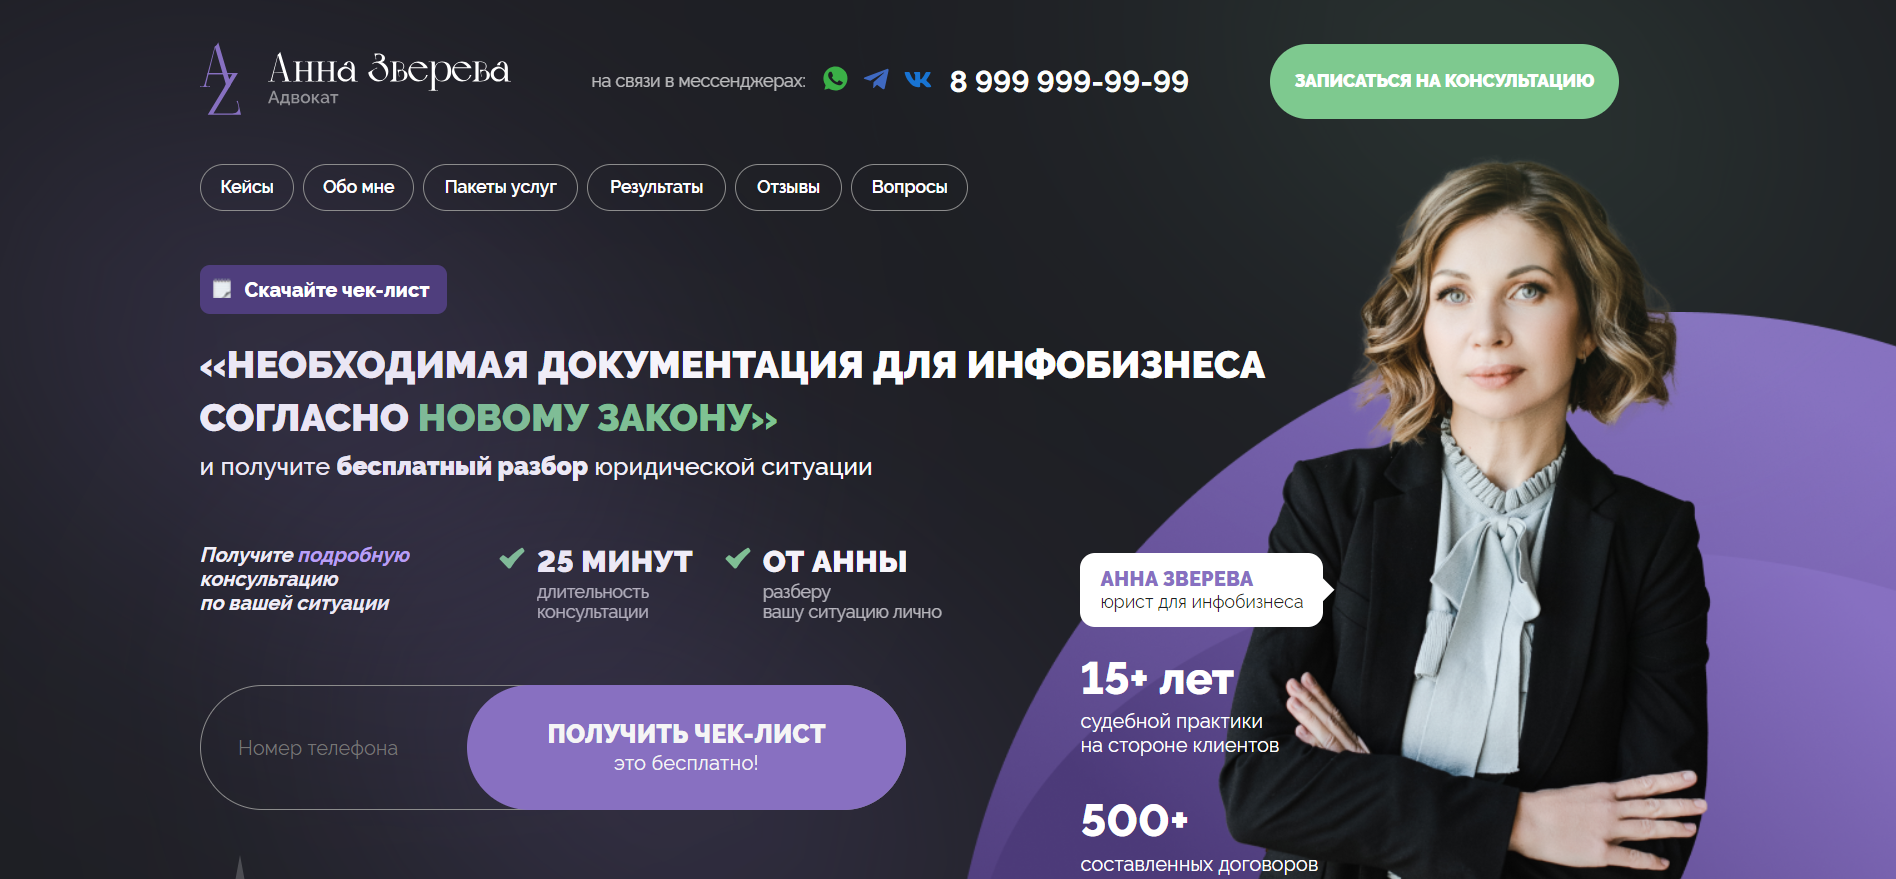 AZ
Анна Зверева
Адвокат
на связи в мессенджерах:
8 999 999-99-99
ЗАПИСАТЬСЯ НА КОНСУЛЬТАЦИЮ
Кейсы
Обо мне
Пакеты услуг
Результаты
Отзывы
Вопросы
Скачайте чек-лист
«НЕОБХОДИМАЯ ДОКУМЕНТАЦИЯ ДЛЯ ИНФОБИЗНЕСА
СОГЛАСНО НОВОМУ ЗАКОНУ»
и получите бесплатный разбор юридической ситуации
Получите подробную
консультацию
по вашей ситуации
25 МИНУТ
длительность
консультации
ОТ АННЫ
разберу
вашу ситуацию лично
Номер телефона
ПОЛУЧИТЬ ЧЕК-ЛИСТ
это бесплатно!
АННА ЗВЕРЕВА
юрист для инфобизнеса
15+ лет
судебной практики
на стороне клиентов
500+
составленных договоров